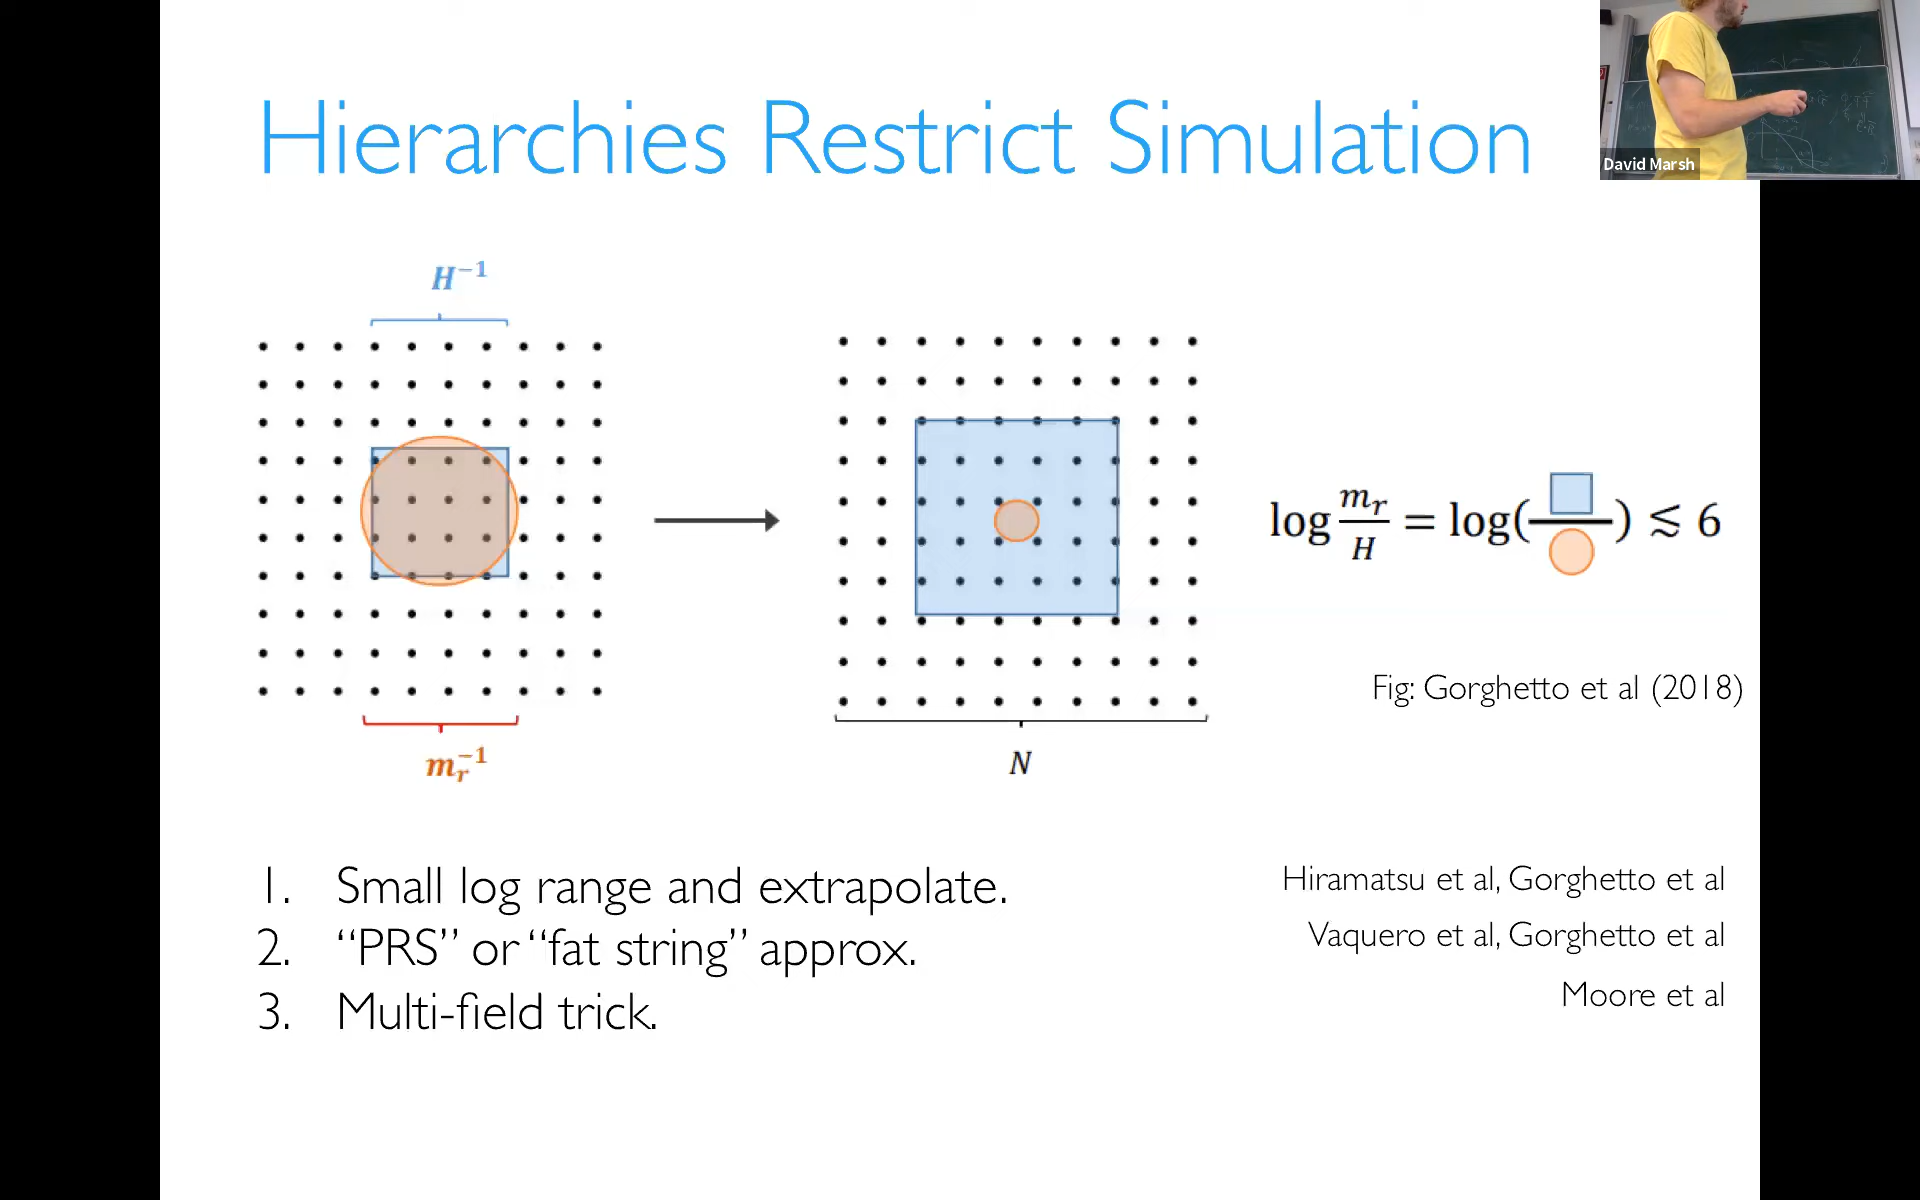 Hierarchies Restrict Simulation
David Marsh
H⁻¹
log mᵣ/H = log( / ) ≲ 6
Fig: Gorghetto et al (2018)
mᵣ⁻¹
N
1. Small log range and extrapolate.
Hiramatsu et al, Gorghetto et al
2. “PRS” or “fat string” approx.
Vaquero et al, Gorghetto et al
3. Multi-field trick.
Moore et al